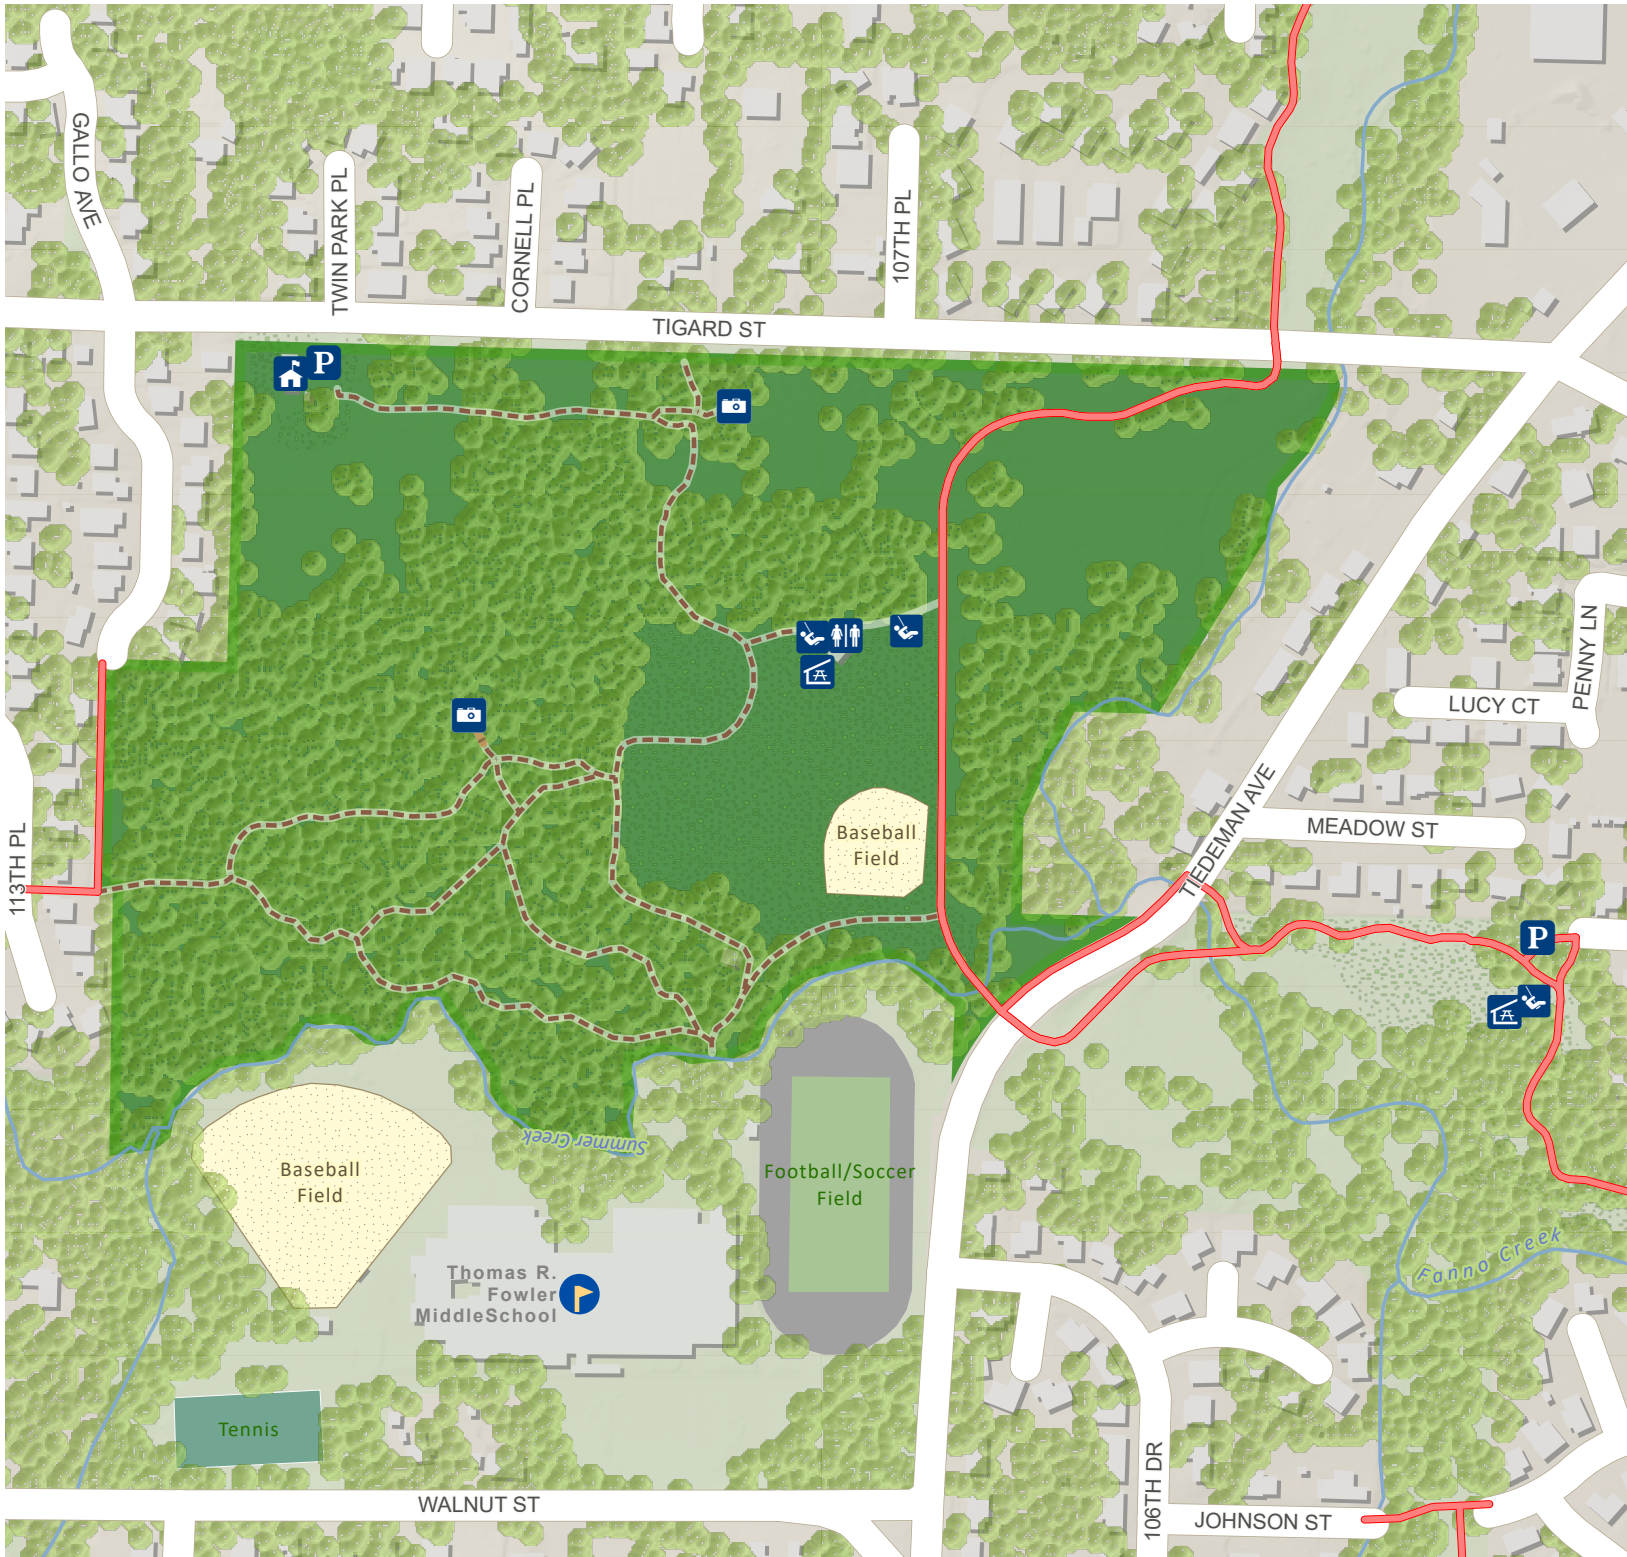 GALLO AVE
TWIN PARK PL
CORNELL PL
107TH PL
TIGARD ST
P
PENNY LN
LUCY CT
TIEDEMAN AVE
MEADOW ST
113TH PL
Baseball
Field
P
Summer Creek
Baseball
Field
Football/Soccer
Field
Fanno Creek
Thomas R.
Fowler
MiddleSchool
Tennis
WALNUT ST
106TH DR
JOHNSON ST